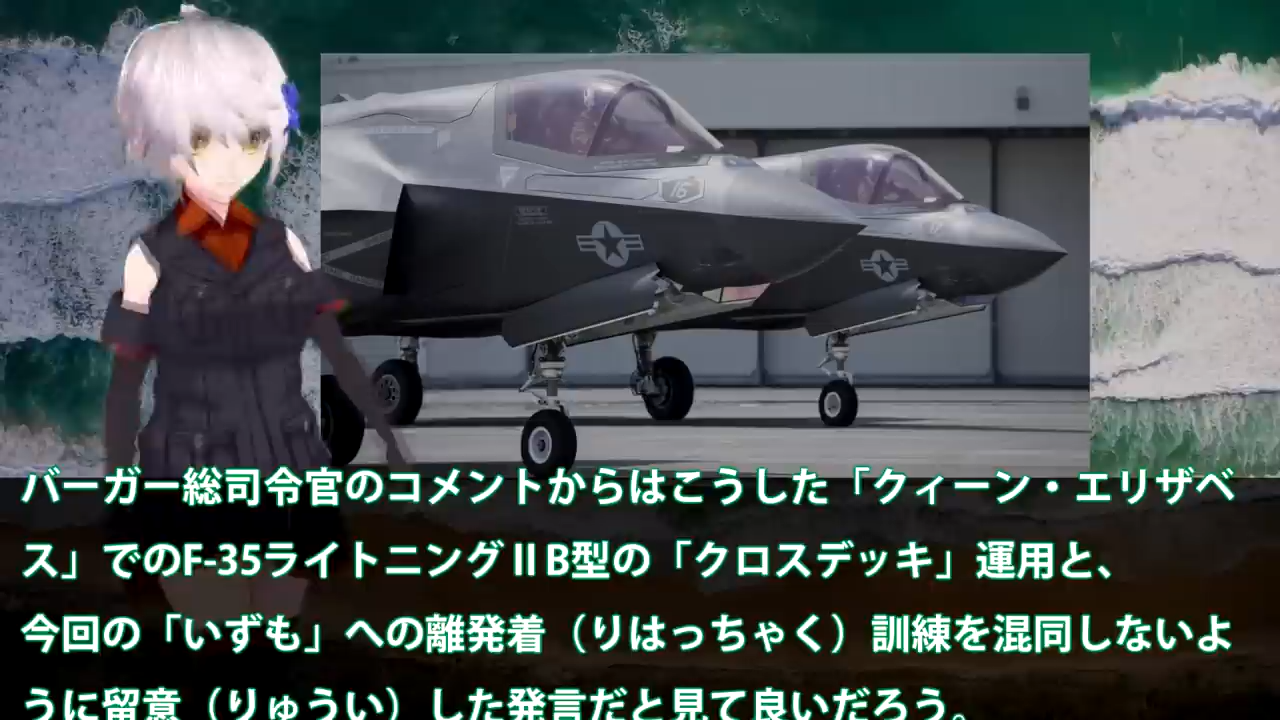 16
バーガー総司令官のコメントからはこうした「クィーン・エリザベ
ス」でのF-35ライトニングⅡB型の「クロスデッキ」運用と、
今回の「いずも」への離発着（りはっちゃく）訓練を混同しないよ
うに留意（りゅうい）した発言だと見て良いだろう。